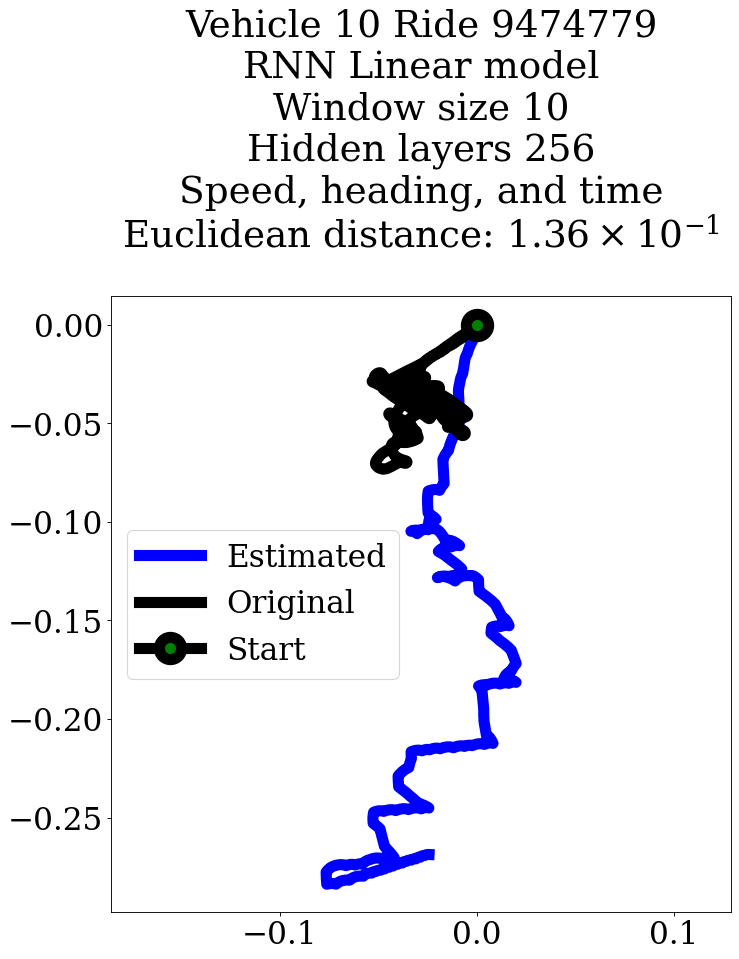 Vehicle 10 Ride 9474779
RNN Linear model
Window size 10
Hidden layers 256
Speed, heading, and time
Euclidean distance: 1.36 × 10⁻¹
0.00
−0.05
−0.10
−0.15
−0.20
−0.25
Estimated
Original
Start
−0.1 0.0 0.1